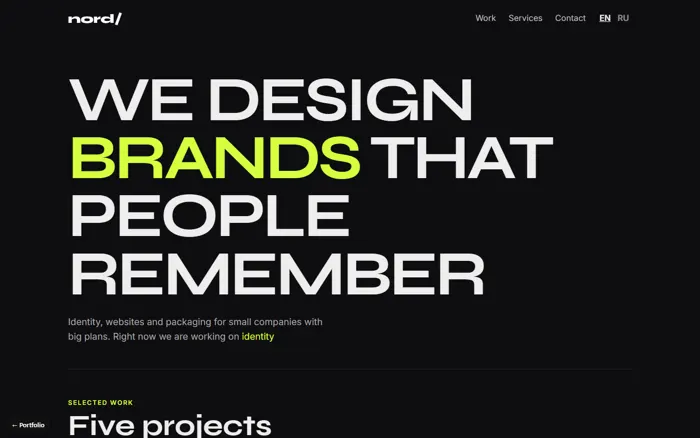 nord/
Work Services Contact EN RU
WE DESIGN
BRANDS THAT
PEOPLE
REMEMBER
Identity, websites and packaging for small companies with
big plans. Right now we are working on identity
SELECTED WORK
Five projects
← Portfolio